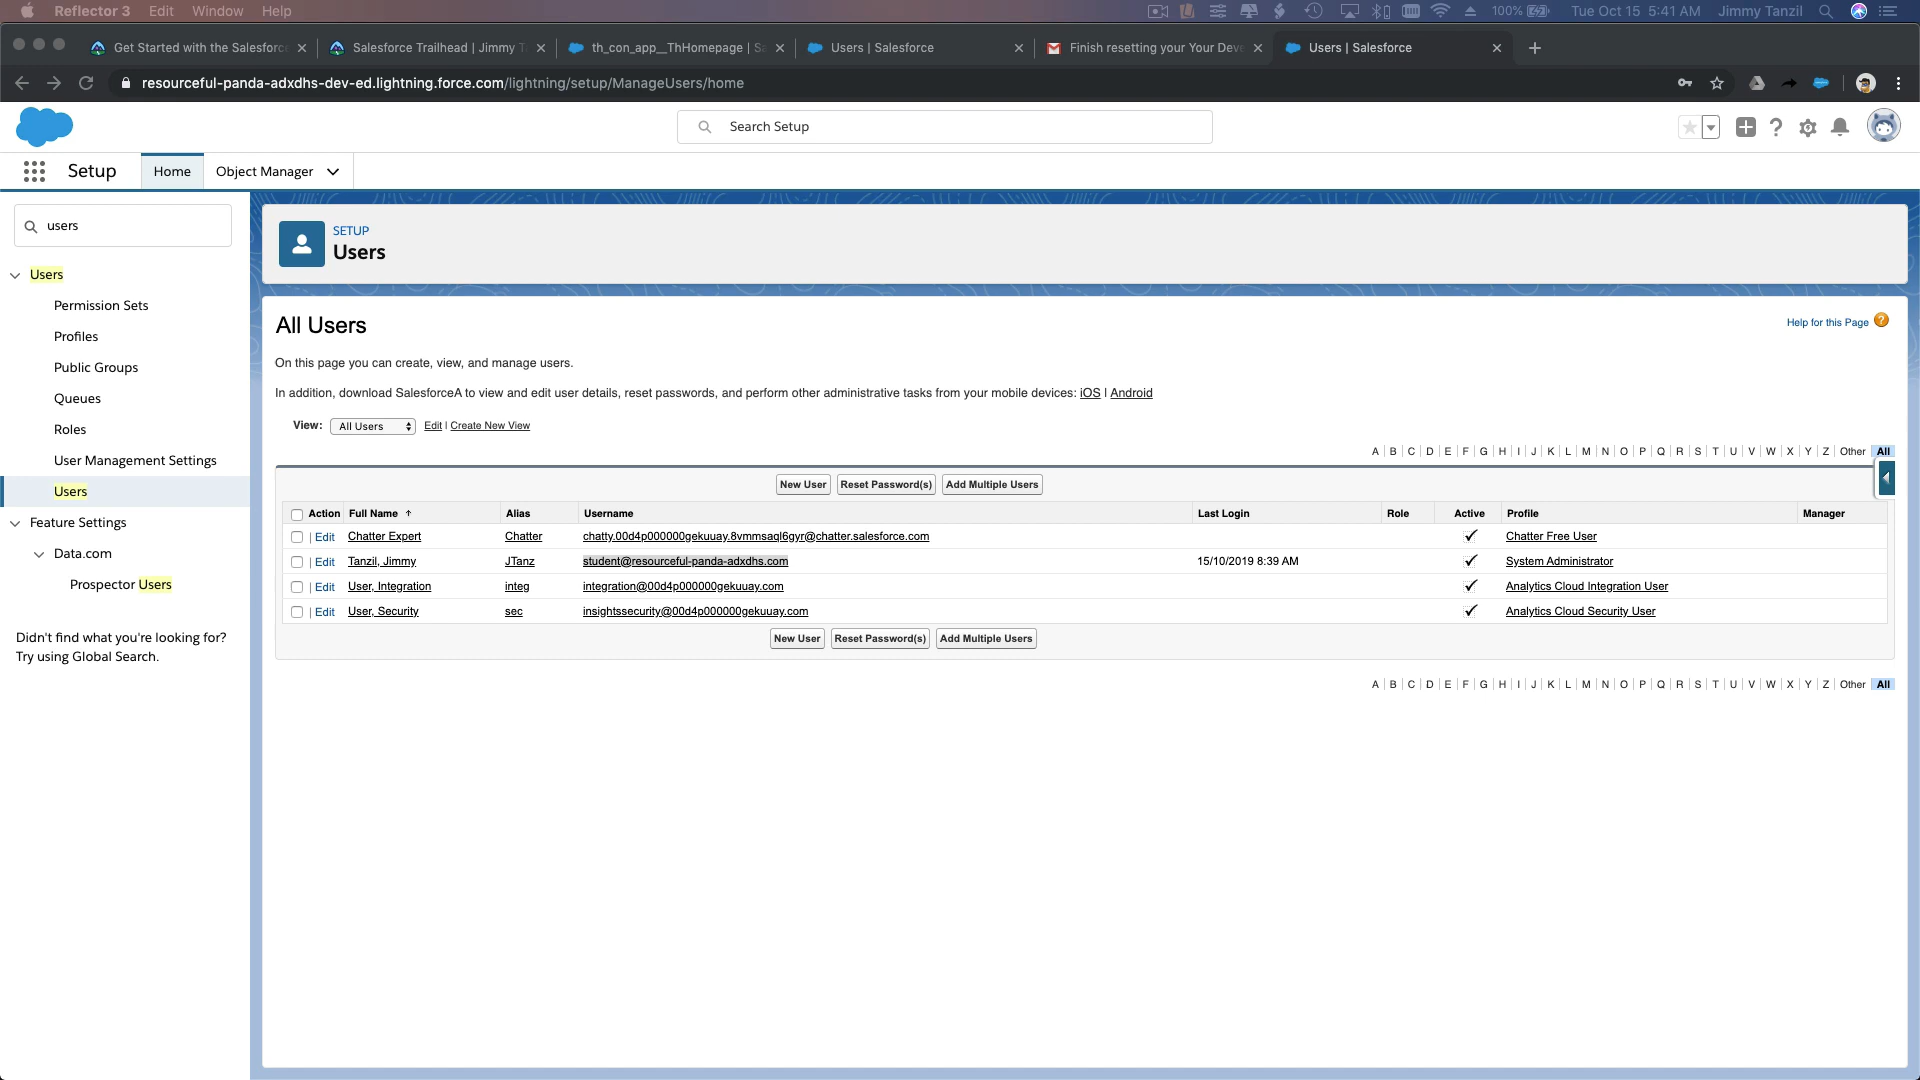 Reflector 3 Edit Window Help 100% Tue Oct 15 5:41 AM Jimmy Tanzil
Get Started with the Salesforce Salesforce Trailhead | Jimmy T th_con_app__ThHomepage | Sa Users | Salesforce Finish resetting your Your Deve Users | Salesforce
resourceful-panda-adxdhs-dev-ed.lightning.force.com/lightning/setup/ManageUsers/home
Search Setup
Setup Home Object Manager
users
Users
Permission Sets
Profiles
Public Groups
Queues
Roles
User Management Settings
Users
Feature Settings
Data.com
Prospector Users
Didn't find what you're looking for?
Try using Global Search.
SETUP
Users
All Users
Help for this Page ?
On this page you can create, view, and manage users.
In addition, download SalesforceA to view and edit user details, reset passwords, and perform other administrative tasks from your mobile devices: iOS | Android
View: All Users Edit | Create New View
A B C D E F G H I J K L M N O P Q R S T U V W X Y Z Other All
New User Reset Password(s) Add Multiple Users
Action Full Name ↑ Alias Username Last Login Role Active Profile Manager
| Edit Chatter Expert Chatter chatty.00d4p000000gekuuay.8vmmsaql6gyr@chatter.salesforce.com ✓ Chatter Free User
| Edit Tanzil, Jimmy JTanz student@resourceful-panda-adxdhs.com 15/10/2019 8:39 AM ✓ System Administrator
| Edit User, Integration integ integration@00d4p000000gekuuay.com ✓ Analytics Cloud Integration User
| Edit User, Security sec insightssecurity@00d4p000000gekuuay.com ✓ Analytics Cloud Security User
New User Reset Password(s) Add Multiple Users
A B C D E F G H I J K L M N O P Q R S T U V W X Y Z Other All